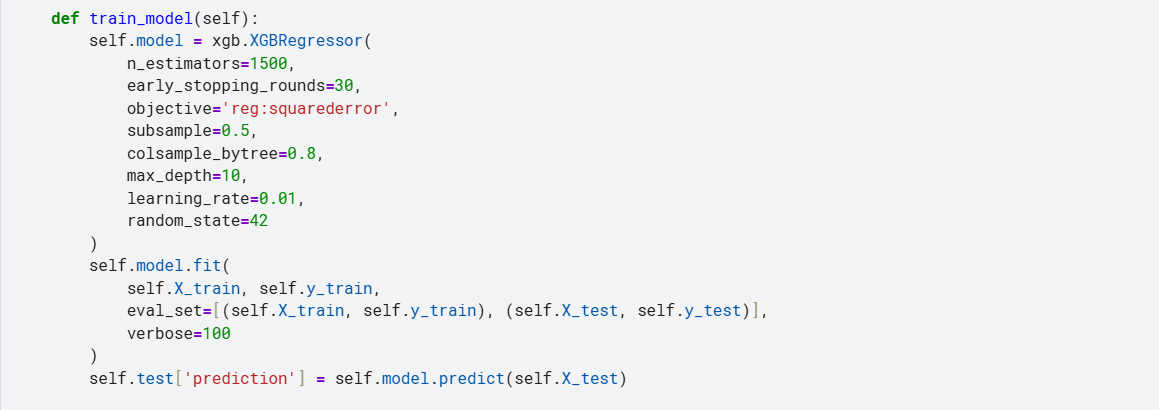 def train_model(self):
self.model = xgb.XGBRegressor(
n_estimators=1500,
early_stopping_rounds=30,
objective='reg:squarederror',
subsample=0.5,
colsample_bytree=0.8,
max_depth=10,
learning_rate=0.01,
random_state=42
)
self.model.fit(
self.X_train, self.y_train,
eval_set=[(self.X_train, self.y_train), (self.X_test, self.y_test)],
verbose=100
)
self.test['prediction'] = self.model.predict(self.X_test)